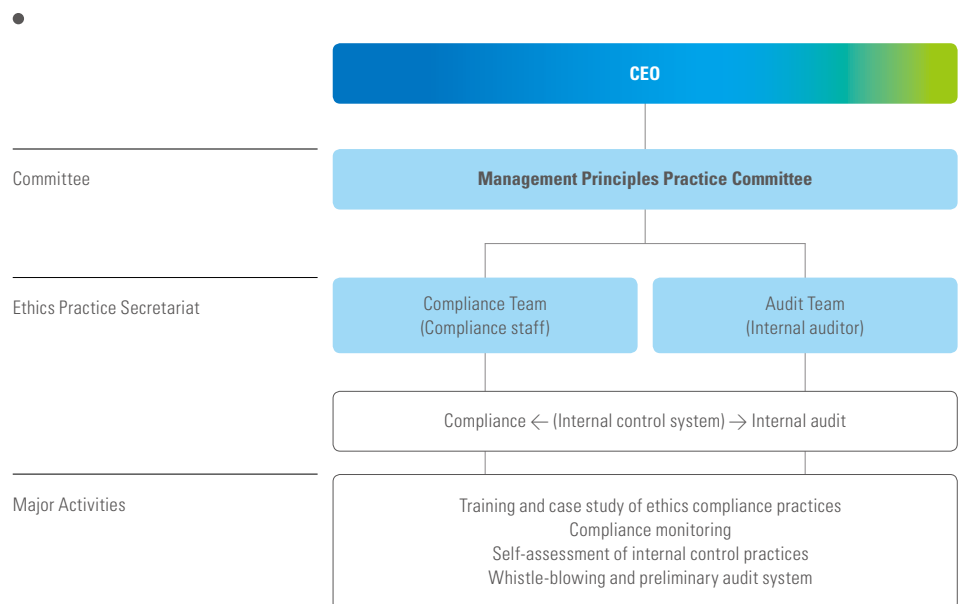 CEO
Committee
Management Principles Practice Committee
Ethics Practice Secretariat
Compliance Team
(Compliance staff)
Audit Team
(Internal auditor)
Compliance ← (Internal control system) → Internal audit
Major Activities
Training and case study of ethics compliance practices
Compliance monitoring
Self-assessment of internal control practices
Whistle-blowing and preliminary audit system